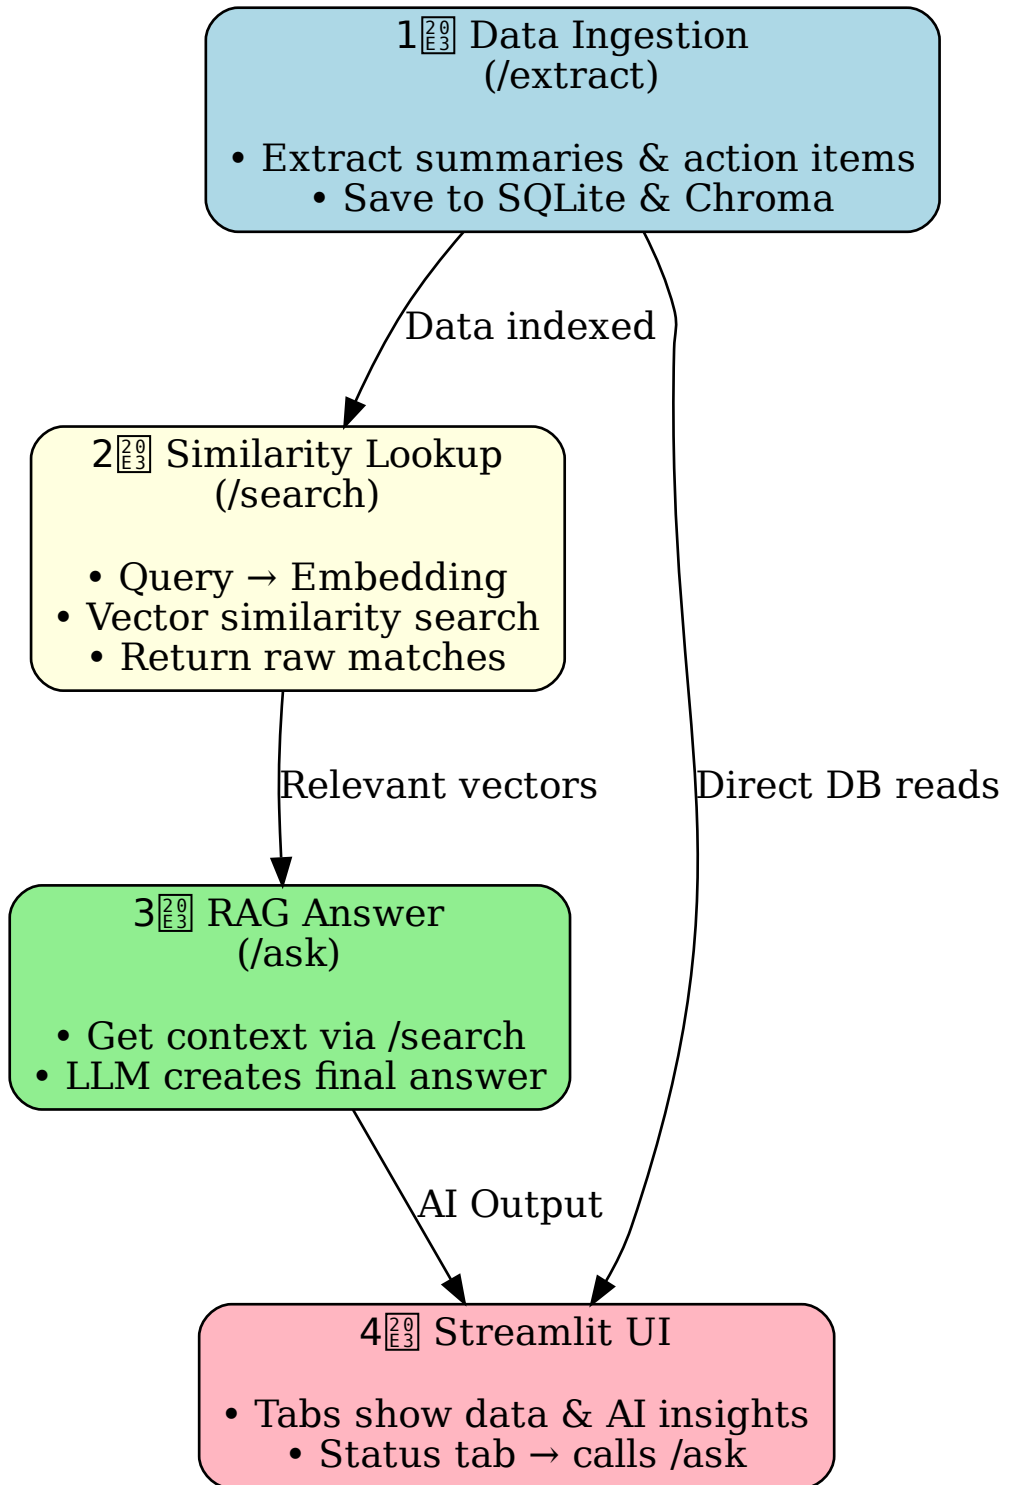 1⃣ Data Ingestion
(/extract)
• Extract summaries & action items
• Save to SQLite & Chroma
Data indexed
2⃣ Similarity Lookup
(/search)
• Query → Embedding
• Vector similarity search
• Return raw matches
Relevant vectors
Direct DB reads
3⃣ RAG Answer
(/ask)
• Get context via /search
• LLM creates final answer
AI Output
4⃣ Streamlit UI
• Tabs show data & AI insights
• Status tab → calls /ask